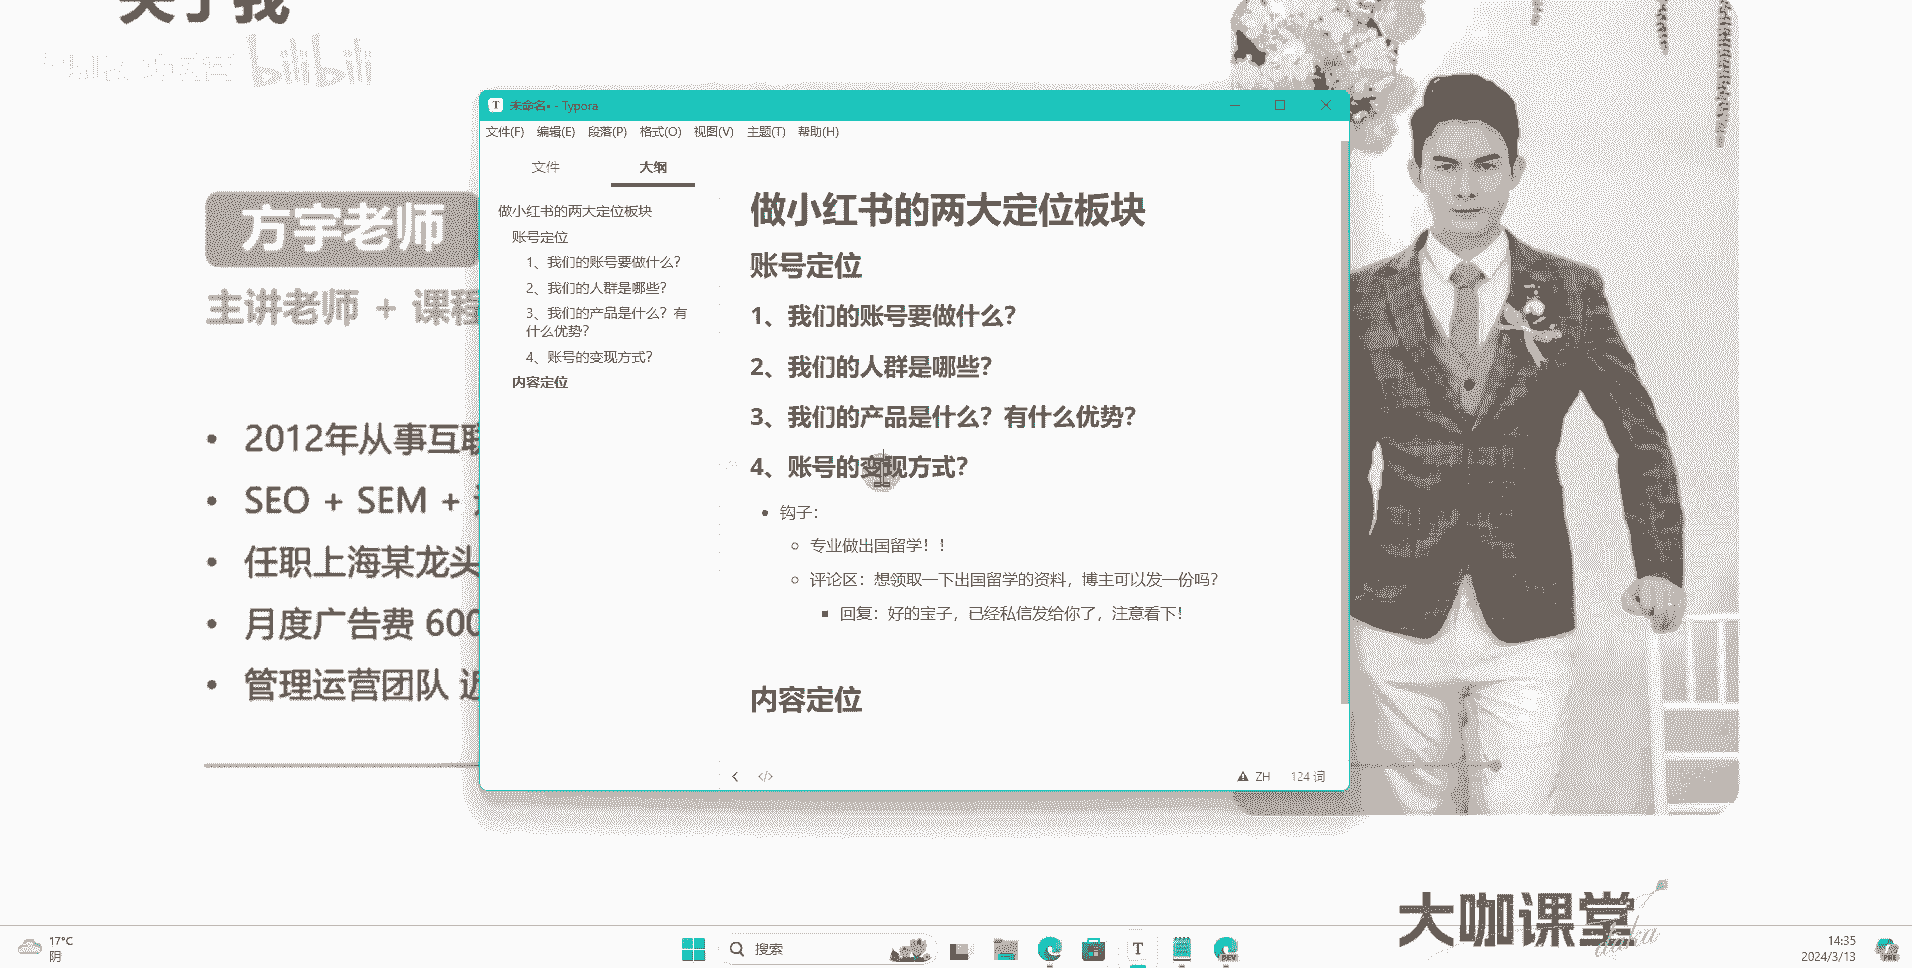 关于我
bilibili
方宇老师
主讲老师 + 课程
2012年从事互联
SEO + SEM +
任职上海某龙头
月度广告费 600
管理运营团队 近
未命名• - Typora
文件(F) 编辑(E) 段落(P) 格式(O) 视图(V) 主题(T) 帮助(H)
文件 大纲
做小红书的两大定位板块
账号定位
1、我们的账号要做什么？
2、我们的人群是哪些？
3、我们的产品是什么？有
什么优势？
4、账号的变现方式？
内容定位
做小红书的两大定位板块
账号定位
1、我们的账号要做什么？
2、我们的人群是哪些？
3、我们的产品是什么？有什么优势？
4、账号的变现方式？
钩子：
专业做出国留学！！
评论区：想领取一下出国留学的资料，博主可以发一份吗？
回复：好的宝子，已经私信发给你了，注意看下！
内容定位
ZH 124 词
大咖课堂
daka
17°C
阴
搜索
T
DEV
14:35
2024/3/13
PRE